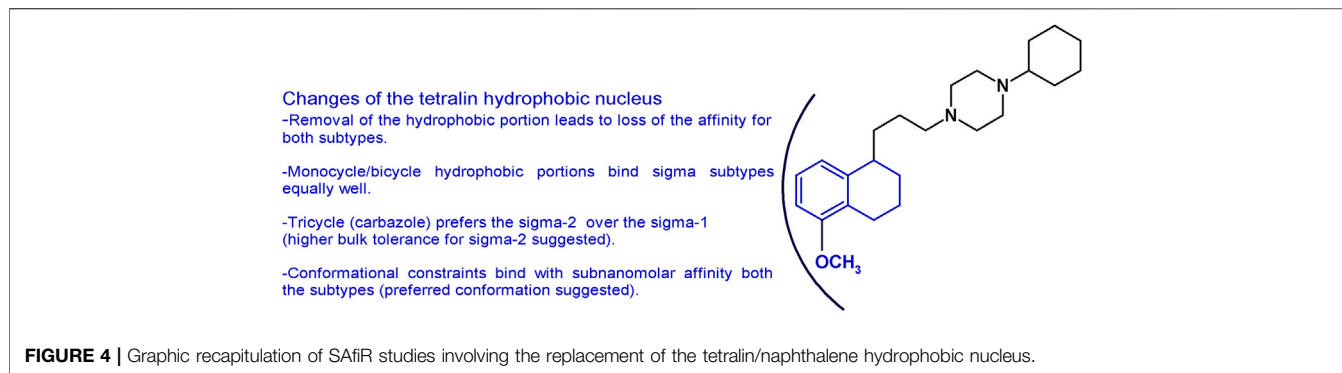 Changes of the tetralin hydrophobic nucleus
-Removal of the hydrophobic portion leads to loss of the affinity for
both subtypes.
-Monocycle/bicycle hydrophobic portions bind sigma subtypes
equally well.
-Tricycle (carbazole) prefers the sigma-2 over the sigma-1
(higher bulk tolerance for sigma-2 suggested).
-Conformational constraints bind with subnanomolar affinity both
the subtypes (preferred conformation suggested).
N
N
OCH3
FIGURE 4 | Graphic recapitulation of SAfiR studies involving the replacement of the tetralin/naphthalene hydrophobic nucleus.